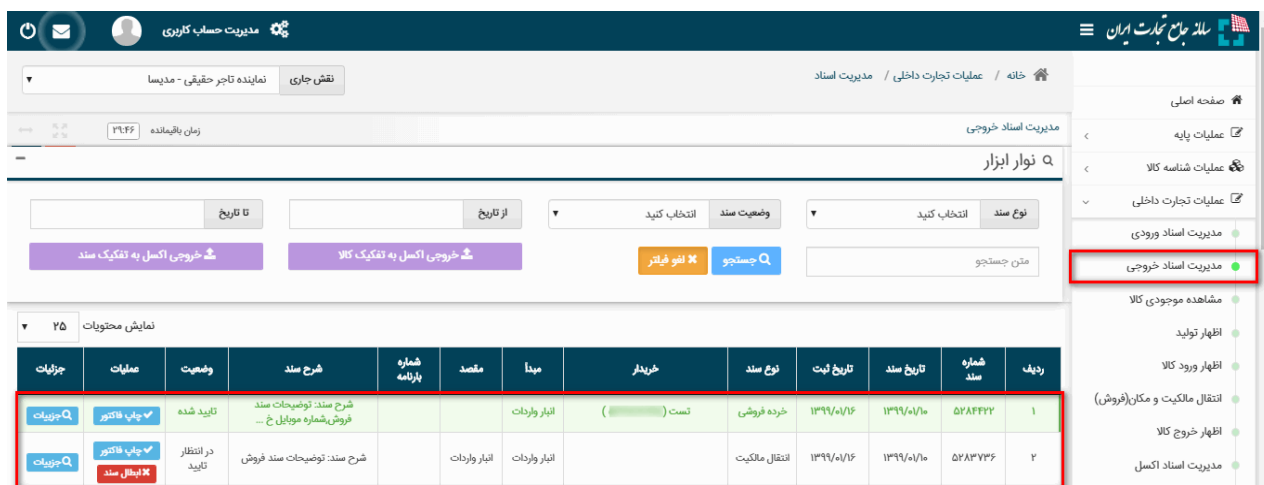 سامانه جامع تجارت ایران
مدیریت حساب کاربری
خانه / عملیات تجارت داخلی / مدیریت اسناد
نقش جاری
نماینده تاجر حقیقی - مدیسا
مدیریت اسناد خروجی
زمان باقیمانده ۲۹:۴۶
نوار ابزار
نوع سند انتخاب کنید
وضعیت سند انتخاب کنید
از تاریخ
تا تاریخ
متن جستجو
جستجو
لغو فیلتر
خروجی اکسل به تفکیک کالا
خروجی اکسل به تفکیک سند
نمایش محتویات ۲۵
ردیف شماره سند تاریخ سند تاریخ ثبت نوع سند خریدار مبدأ مقصد شماره بارنامه شرح سند وضعیت عملیات جزئیات
۱ ۵۲۸۴۴۲۲ ۱۳۹۹/۰۱/۱۰ ۱۳۹۹/۰۱/۱۶ خرده فروشی تست ( ) انبار واردات شرح سند: توضیحات سند فروش,شماره موبایل خ ... تایید شده چاپ فاکتور جزییات
۲ ۵۲۸۳۷۳۶ ۱۳۹۹/۰۱/۱۰ ۱۳۹۹/۰۱/۱۶ انتقال مالکیت انبار واردات انبار واردات شرح سند: توضیحات سند فروش در انتظار تایید چاپ فاکتور ابطال سند جزییات
صفحه اصلی
عملیات پایه
عملیات شناسه کالا
عملیات تجارت داخلی
مدیریت اسناد ورودی
مدیریت اسناد خروجی
مشاهده موجودی کالا
اظهار تولید
اظهار ورود کالا
انتقال مالکیت و مکان(فروش)
اظهار خروج کالا
مدیریت اسناد اکسل